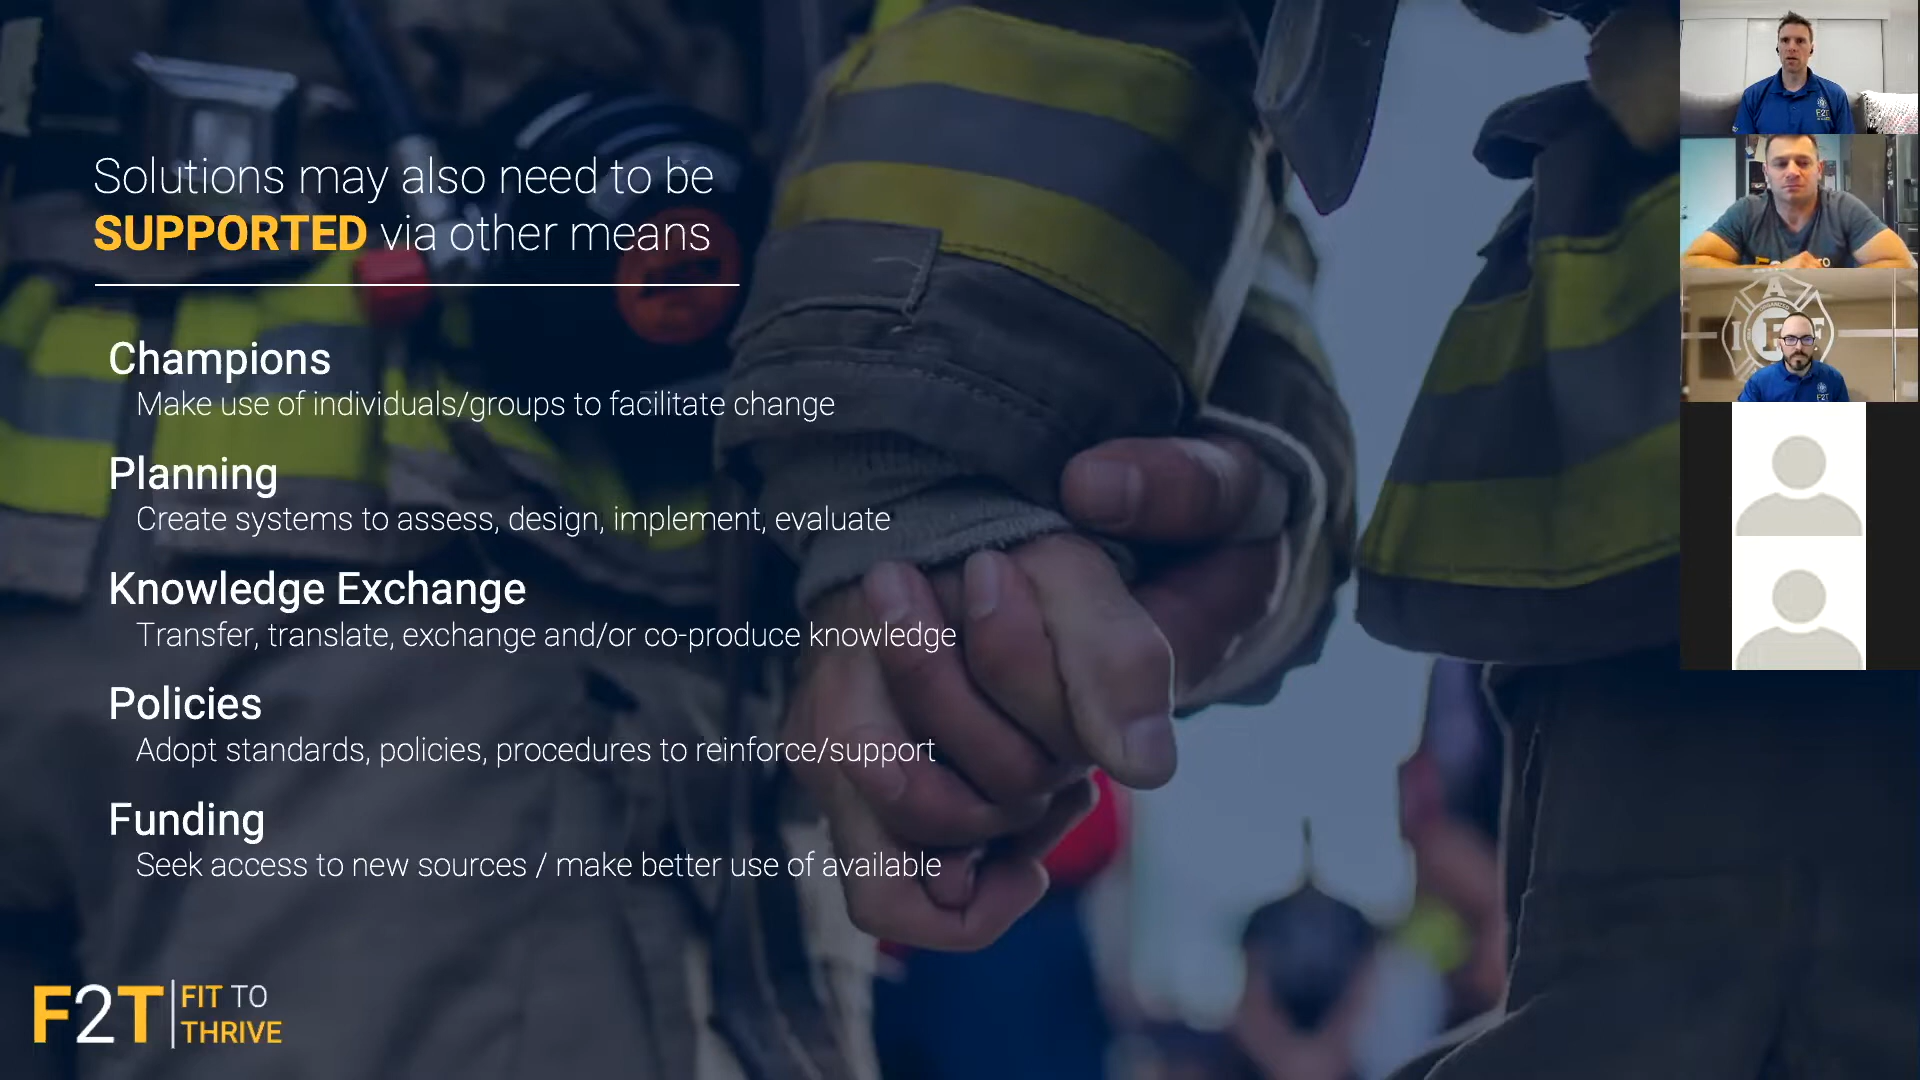 Solutions may also need to be
SUPPORTED via other means
Champions
Make use of individuals/groups to facilitate change
Planning
Create systems to assess, design, implement, evaluate
Knowledge Exchange
Transfer, translate, exchange and/or co-produce knowledge
Policies
Adopt standards, policies, procedures to reinforce/support
Funding
Seek access to new sources / make better use of available
F2T FIT TO
THRIVE
F2T
TO
I A F F
F2T